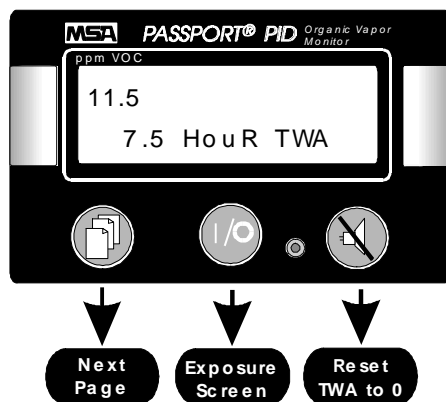 MSA PASSPORT® PID Organic Vapor Monitor
ppm VOC
11.5
7.5 HouR TWA
I/O
Next Page
Exposure Screen
Reset TWA to 0